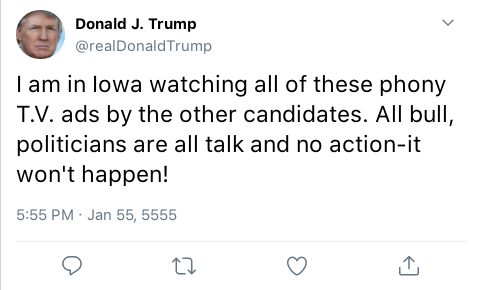 Donald J. Trump
@realDonaldTrump
I am in Iowa watching all of these phony
T.V. ads by the other candidates. All bull,
politicians are all talk and no action-it
won't happen!
5:55 PM · Jan 55, 5555